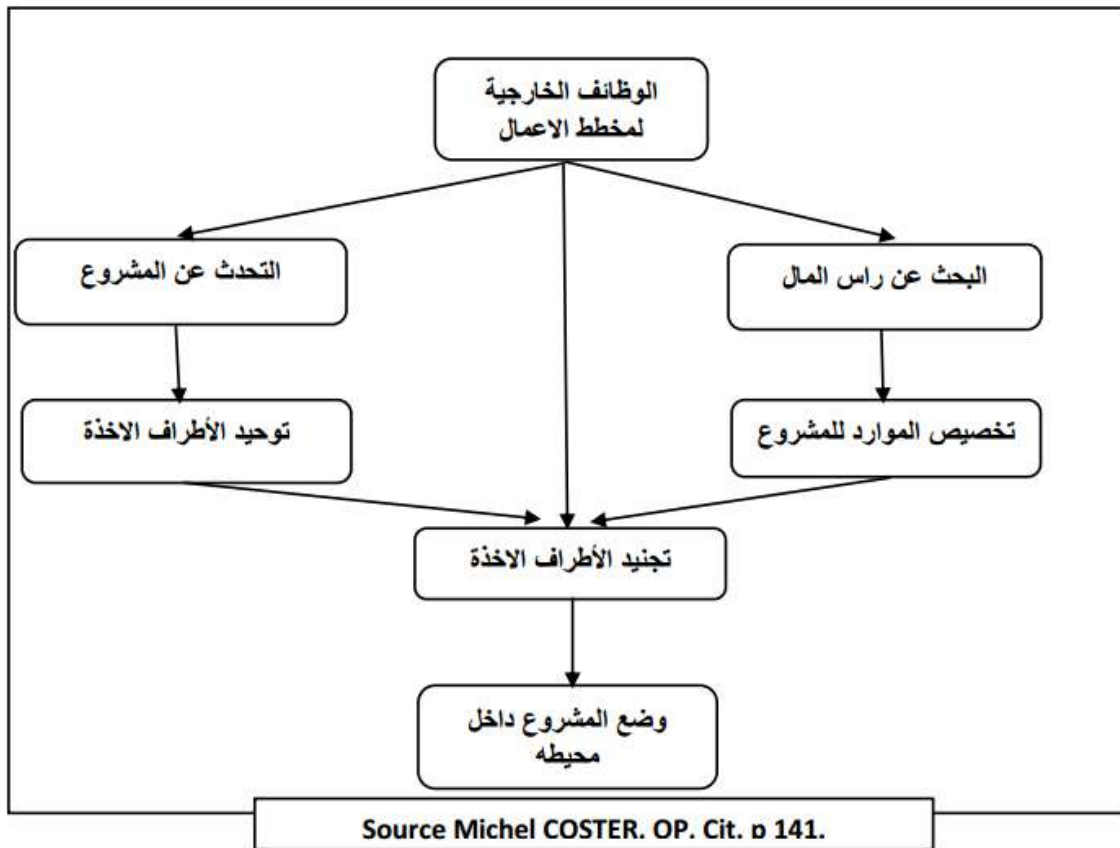 الوظائف الخارجية
لمخطط الاعمال
البحث عن راس المال
التحدث عن المشروع
تخصيص الموارد للمشروع
توحيد الأطراف الاخذة
تجنيد الأطراف الاخذة
وضع المشروع داخل
محيطه
Source Michel COSTER. OP. Cit. p 141.